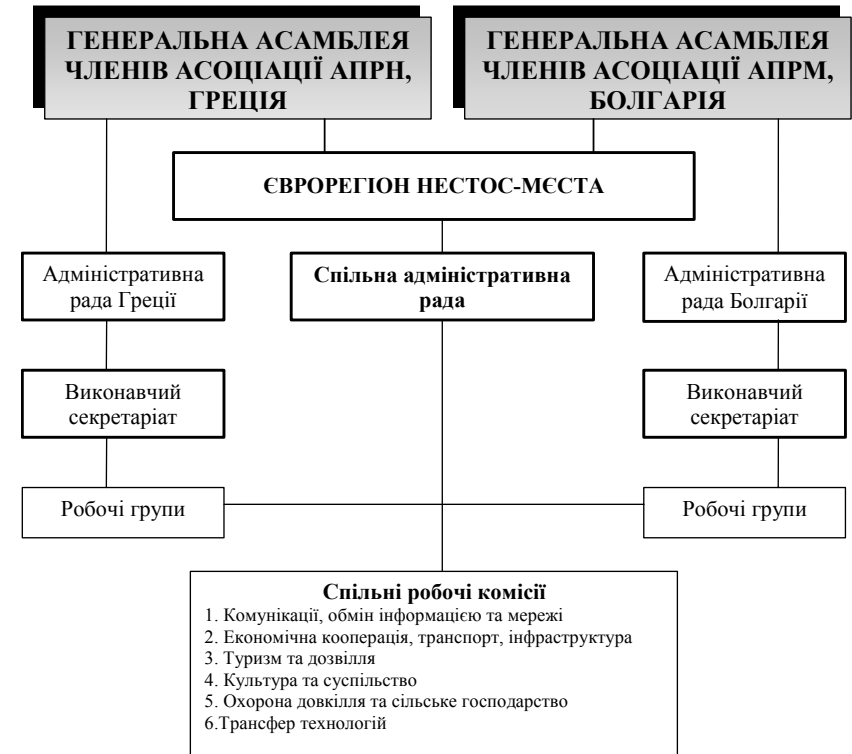 ГЕНЕРАЛЬНА АСАМБЛЕЯ
ЧЛЕНІВ АСОЦІАЦІЇ АПРН,
ГРЕЦІЯ
ГЕНЕРАЛЬНА АСАМБЛЕЯ
ЧЛЕНІВ АСОЦІАЦІЇ АПРМ,
БОЛГАРІЯ
ЄВРОРЕГІОН НЕСТОС-МЄСТА
Адміністративна
рада Греції
Спільна адміністративна
рада
Адміністративна
рада Болгарії
Виконавчий
секретаріат
Виконавчий
секретаріат
Робочі групи
Робочі групи
Спільні робочі комісії
1. Комунікації, обмін інформацією та мережі
2. Економічна кооперація, транспорт, інфраструктура
3. Туризм та дозвілля
4. Культура та суспільство
5. Охорона довкілля та сільське господарство
6.Трансфер технологій